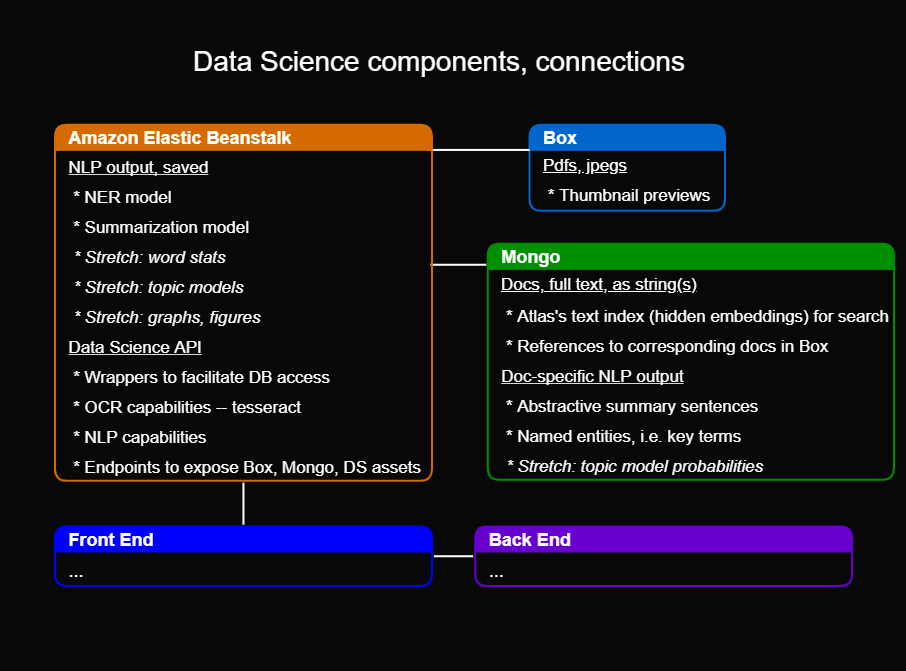 Data Science components, connections
Amazon Elastic Beanstalk
NLP output, saved
* NER model
* Summarization model
* Stretch: word stats
* Stretch: topic models
* Stretch: graphs, figures
Data Science API
* Wrappers to facilitate DB access
* OCR capabilities -- tesseract
* NLP capabilities
* Endpoints to expose Box, Mongo, DS assets
Box
Pdfs, jpegs
* Thumbnail previews
Mongo
Docs, full text, as string(s)
* Atlas's text index (hidden embeddings) for search
* References to corresponding docs in Box
Doc-specific NLP output
* Abstractive summary sentences
* Named entities, i.e. key terms
* Stretch: topic model probabilities
Front End
...
Back End
...